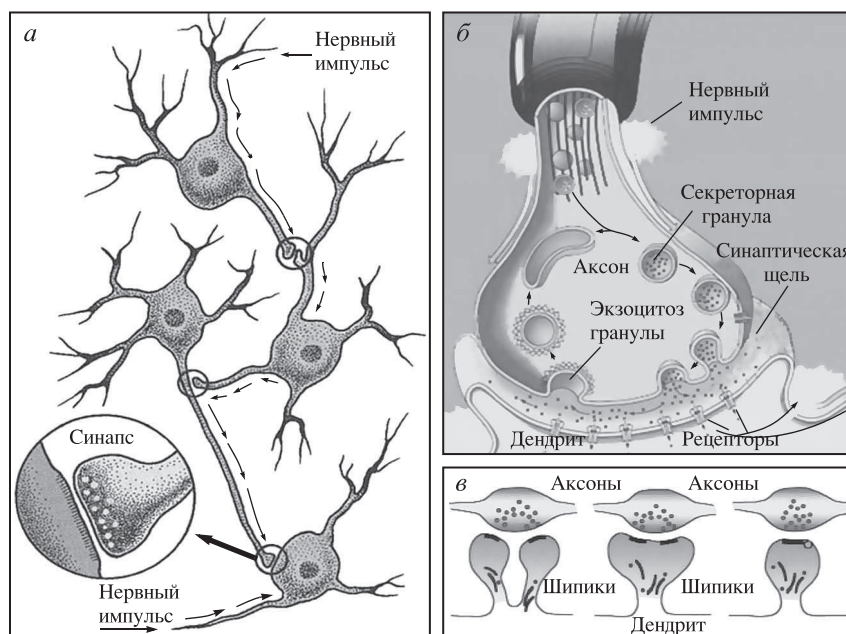 а
Нервный
импульс
Синапс
Нервный
импульс
б
Нервный
импульс
Секреторная
гранула
Синаптическая
щель
Аксон
Экзоцитоз
гранулы
Дендрит
Рецепторы
в
Аксоны
Аксоны
Шипики
Шипики
Дендрит